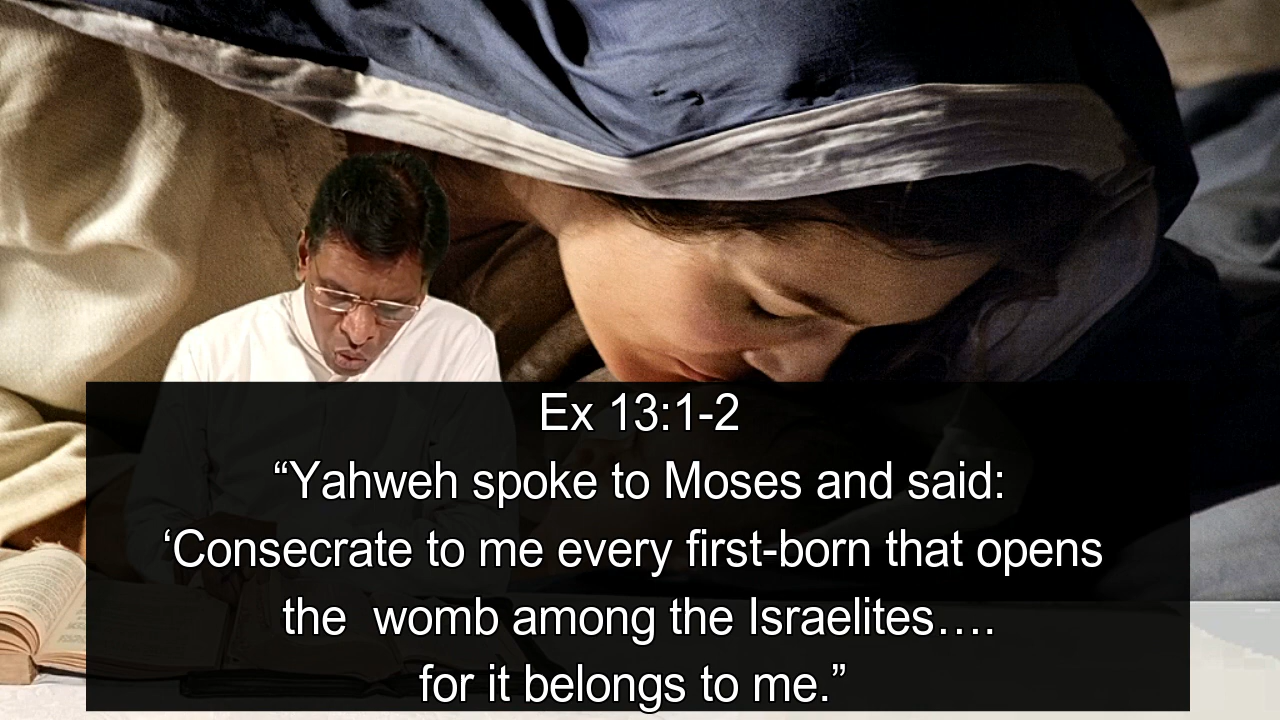 Ex 13:1-2
“Yahweh spoke to Moses and said:
‘Consecrate to me every first-born that opens
the  womb among the Israelites….
for it belongs to me.”